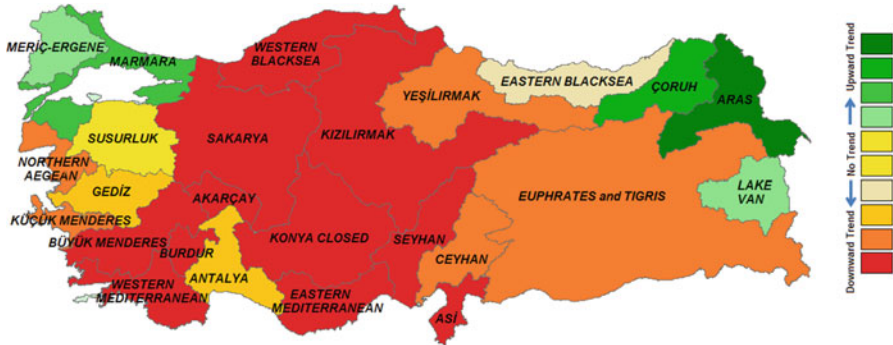 MERİÇ-ERGENE
MARMARA
WESTERN
BLACKSEA
EASTERN BLACKSEA
ÇORUH
ARAS
YEŞİLIRMAK
SUSURLUK
SAKARYA
KIZILIRMAK
NORTHERN
AEGEAN
GEDİZ
AKARÇAY
EUPHRATES and TIGRIS
LAKE
VAN
KÜÇÜK MENDERES
BÜYÜK MENDERES
BURDUR
KONYA CLOSED
SEYHAN
CEYHAN
ANTALYA
WESTERN
MEDITERRANEAN
EASTERN
MEDITERRANEAN
ASİ
Upward Trend
No Trend
Downward Trend